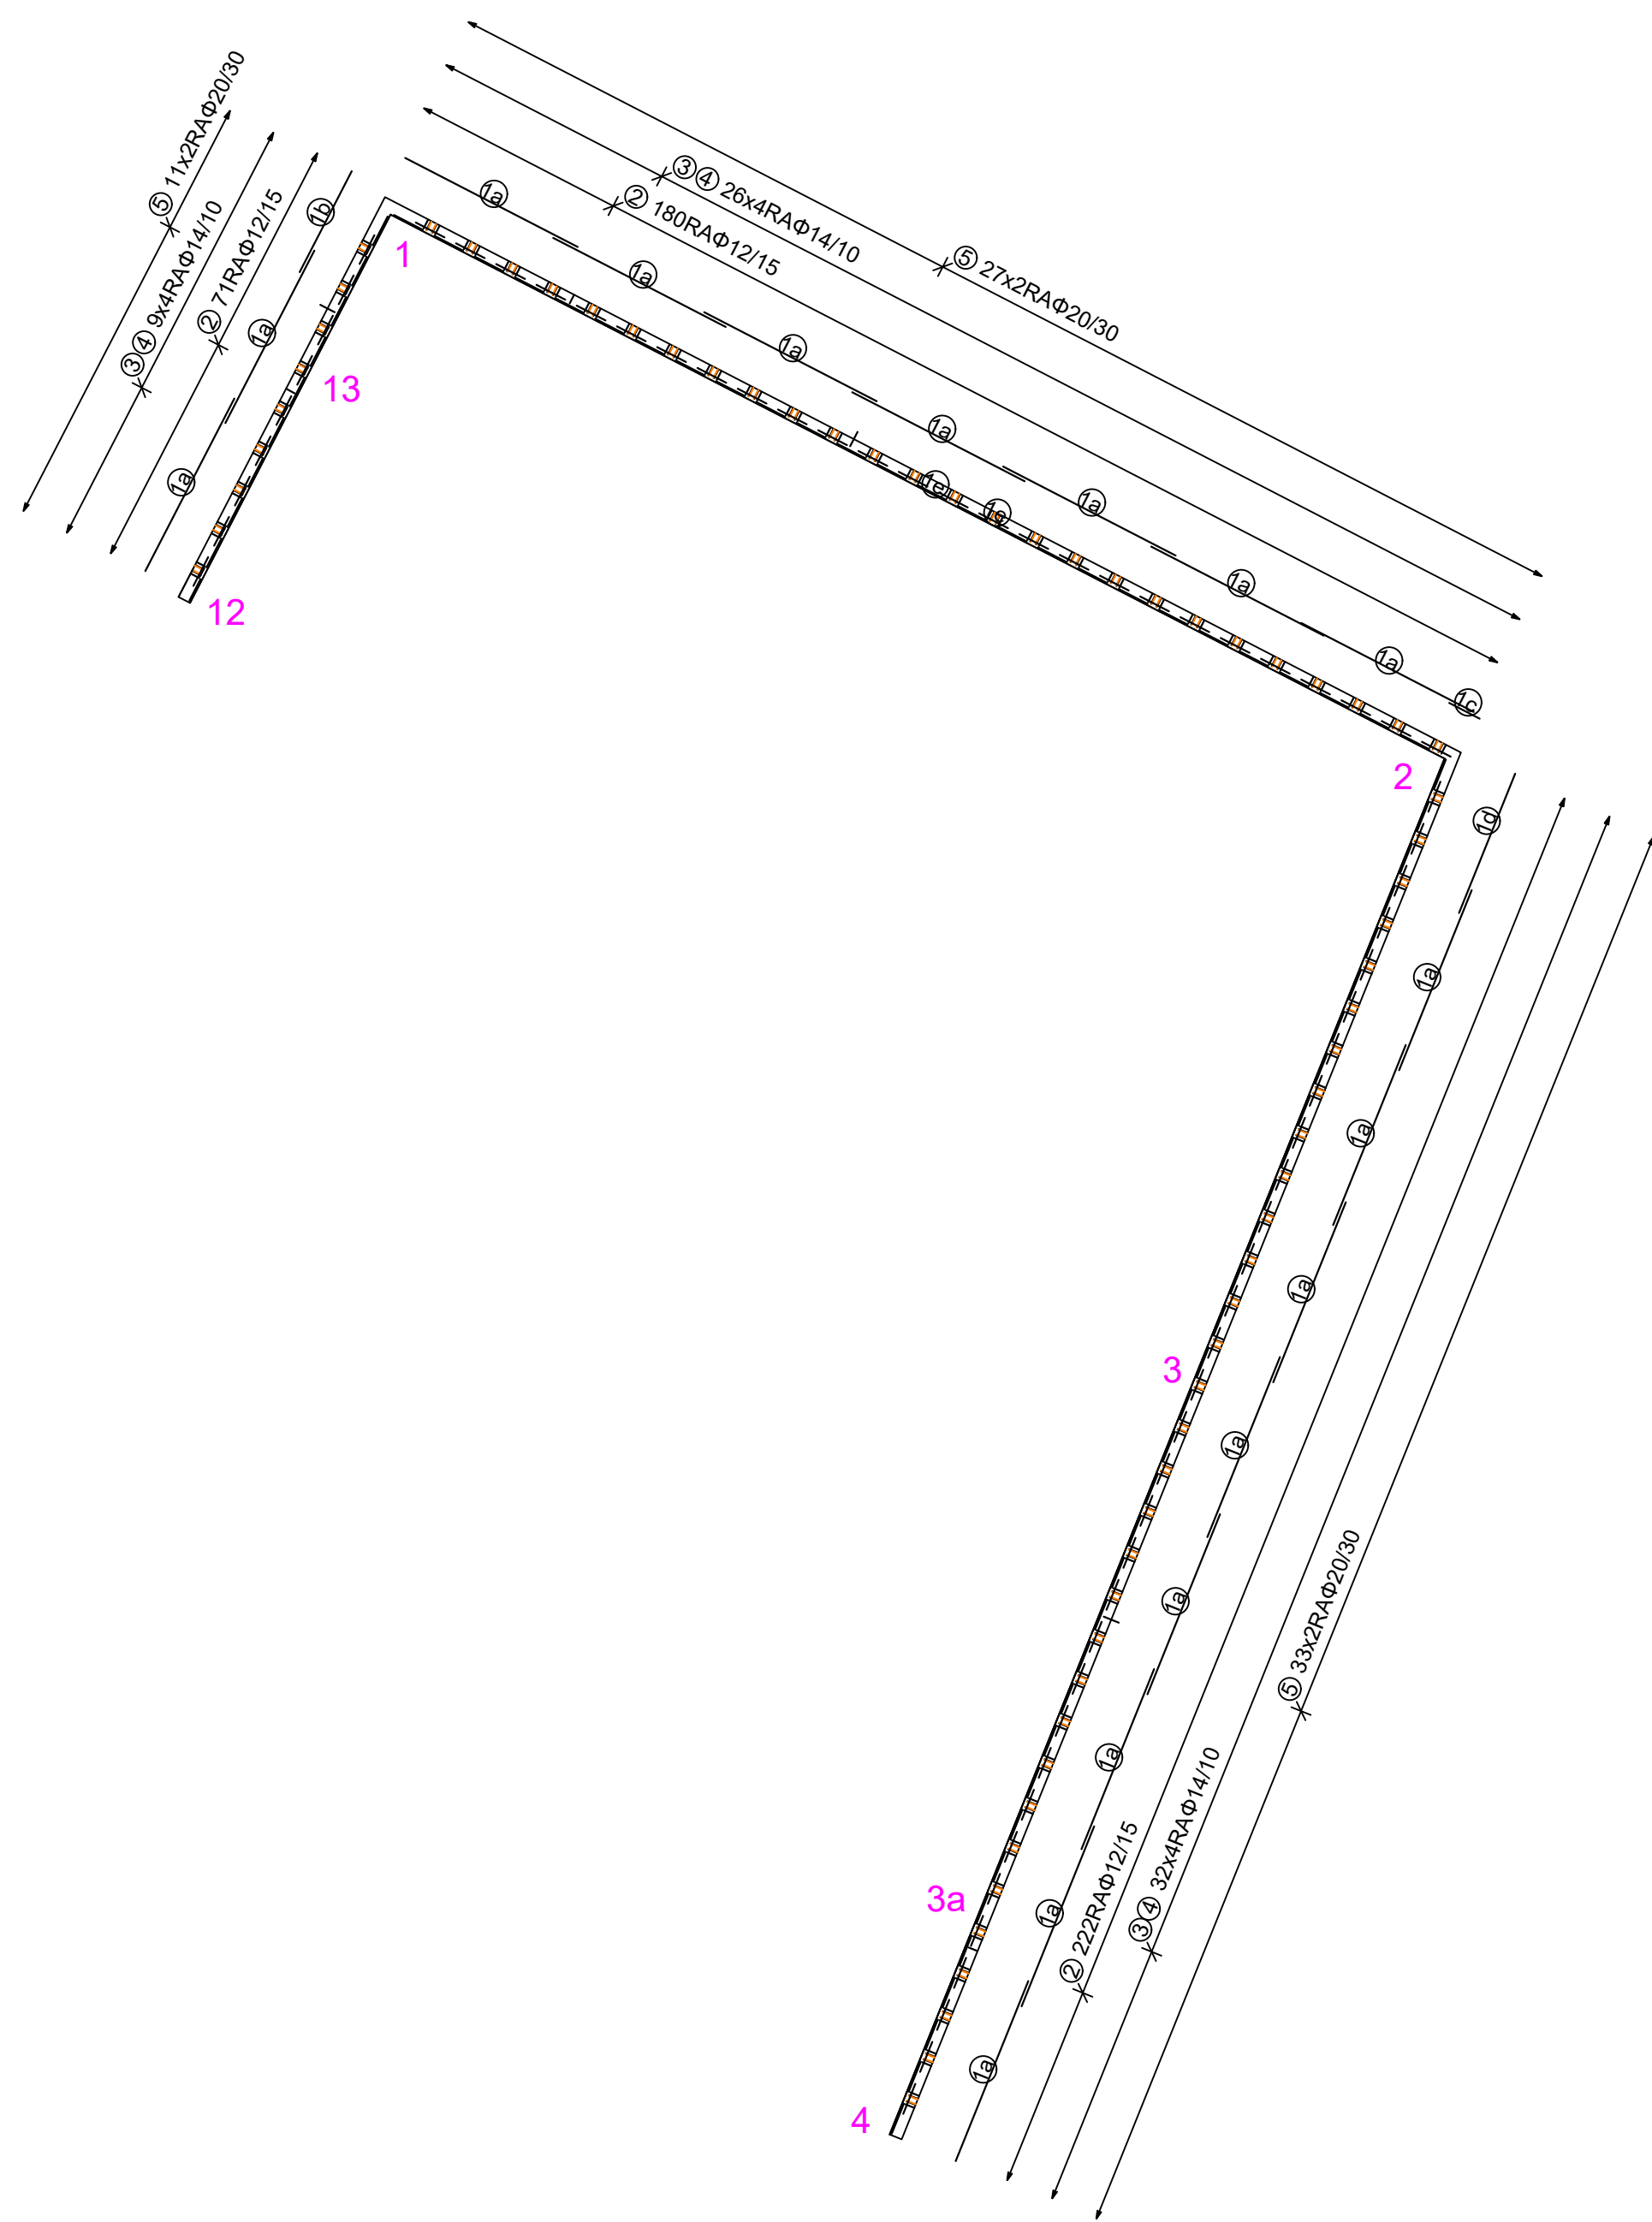 ⑤ 11x2RAΦ20/30
③④ 9x4RAΦ14/10
② 71RAΦ12/15
1b
1a
1a
1
13
12
③④ 26x4RAΦ14/10
② 180RAΦ12/15
⑤ 27x2RAΦ20/30
1a
1a
1a
1a
1a
1a
1a
1c
1e
1e
2
1d
1a
1a
1a
1a
1a
1a
1a
1a
3
3a
4
② 222RAΦ12/15
③④ 32x4RAΦ14/10
⑤ 33x2RAΦ20/30